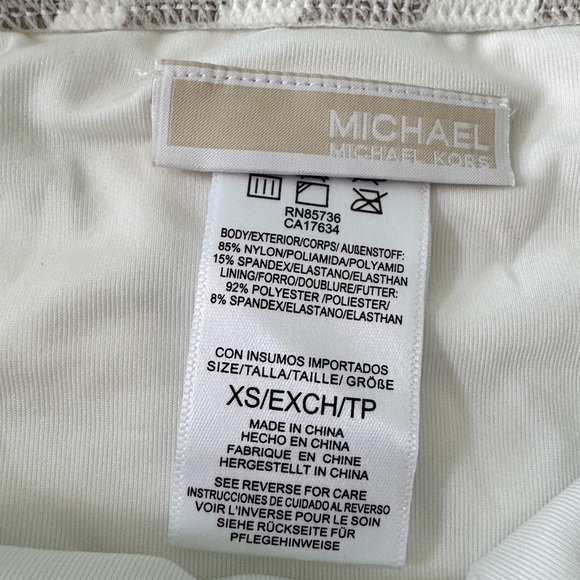 MICHAEL
MICHAEL KORS
RN85736
CA17634
BODY/EXTERIOR/CORPS/ AUßENSTOFF:
85% NYLON/POLIAMIDA/POLYAMID
15% SPANDEX/ELASTANO/ELASTHAN
LINING/FORRO/DOUBLURE/FUTTER:
92% POLYESTER /POLIESTER/
8% SPANDEX/ELASTANO/ELASTHAN
CON INSUMOS IMPORTADOS
SIZE/TALLA/TAILLE/ GRÖßE
XS/EXCH/TP
MADE IN CHINA
HECHO EN CHINA
FABRIQUE EN CHINE
HERGESTELLT IN CHINA
SEE REVERSE FOR CARE
INSTRUCCIONES DE CUIDADO AL REVERSO
VOIR L'INVERSE POUR LE SOIN
SIEHE RÜCKSEITE FÜR
PFLEGEHINWEISE